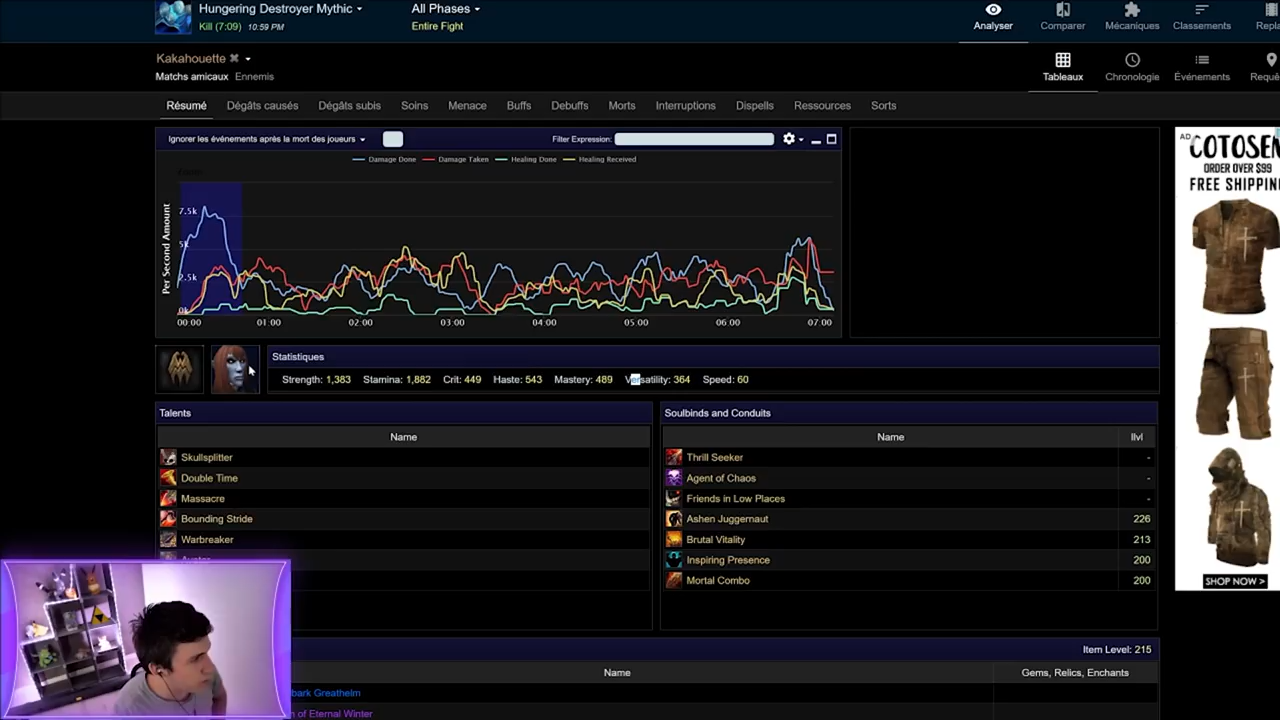 Hungering Destroyer Mythic
Kill (7:09) 10:59 PM
All Phases
Entire Fight
Analyser
Comparer
Mécaniques
Classements
Kakahouette
Matchs amicaux Ennemis
Tableaux
Chronologie
Événements
Résumé
Dégâts causés
Dégâts subis
Soins
Menace
Buffs
Debuffs
Morts
Interruptions
Dispells
Ressources
Sorts
Ignorer les événements après la mort des joueurs
Filter Expression:
Damage Done Damage Taken Healing Done Healing Received
Per Second Amount
7.5k
5k
2.5k
0k
00:00 01:00 02:00 03:00 04:00 05:00 06:00 07:00
Statistiques
Strength: 1,383 Stamina: 1,882 Crit: 449 Haste: 543 Mastery: 489 Versatility: 364 Speed: 60
Talents
Name
Skullsplitter
Double Time
Massacre
Bounding Stride
Warbreaker
Soulbinds and Conduits
Name Ilvl
Thrill Seeker -
Agent of Chaos -
Friends in Low Places -
Ashen Juggernaut 226
Brutal Vitality 213
Inspiring Presence 200
Mortal Combo 200
Item Level: 215
Name Gems, Relics, Enchants
bark Greathelm
of Eternal Winter
AD
COTOSEN
ORDER OVER $99
FREE SHIPPING
SHOP NOW >